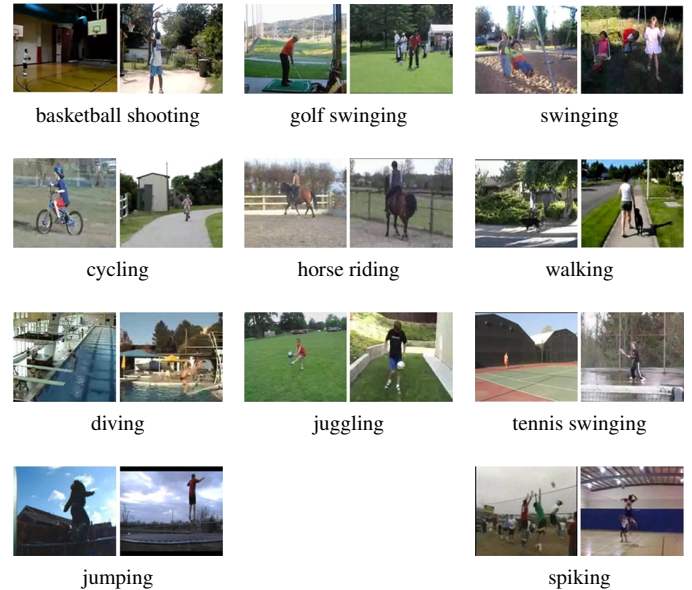 basketball shooting
golf swinging
swinging
cycling
horse riding
walking
diving
juggling
tennis swinging
jumping
spiking